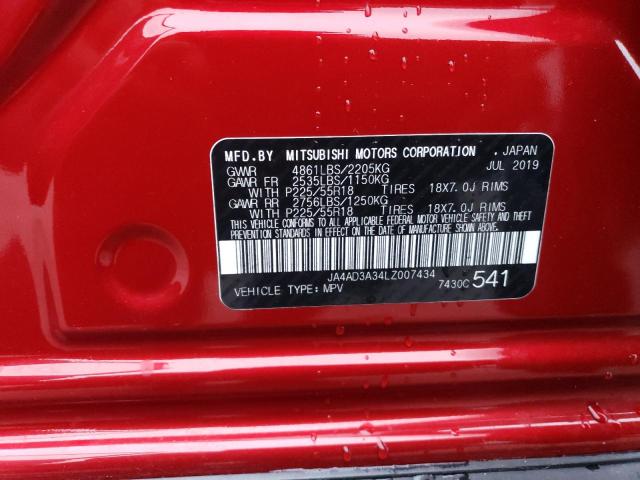 MFD.BY MITSUBISHI MOTORS CORPORATION , JAPAN
GVWR 4861LBS/2205KG JUL 2019
GAWR FR 2535LBS/1150KG
WITH P225/55R18 TIRES 18X7.0J RIMS
GAWR RR 2756LBS/1250KG
WITH P225/55R18 TIRES 18X7.0J RIMS
THIS VEHICLE CONFORMS TO ALL APPLICABLE FEDERAL MOTOR VEHICLE SAFETY AND THEFT
PREVENTION STANDARDS IN EFFECT ON THE DATE OF MANUFACTURE SHOWN ABOVE.
JA4AD3A34LZ007434
VEHICLE TYPE:MPV 7430C 541